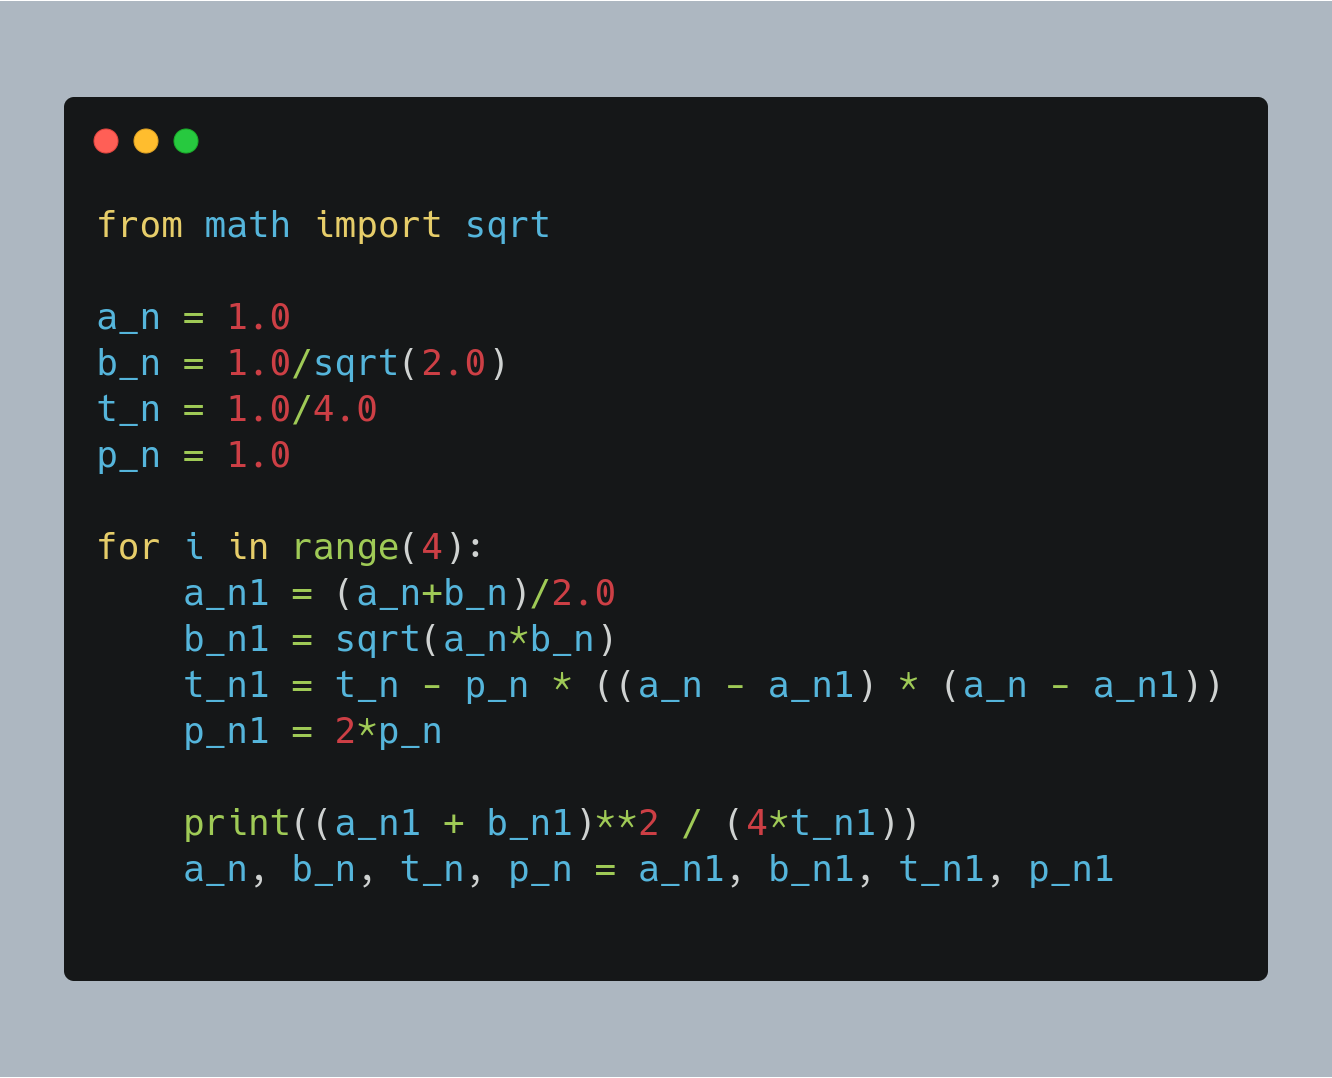 from math import sqrt
a_n = 1.0
b_n = 1.0/sqrt(2.0)
t_n = 1.0/4.0
p_n = 1.0
for i in range(4):
    a_n1 = (a_n+b_n)/2.0
    b_n1 = sqrt(a_n*b_n)
    t_n1 = t_n - p_n * ((a_n - a_n1) * (a_n - a_n1))
    p_n1 = 2*p_n
    print((a_n1 + b_n1)**2 / (4*t_n1))
    a_n, b_n, t_n, p_n = a_n1, b_n1, t_n1, p_n1